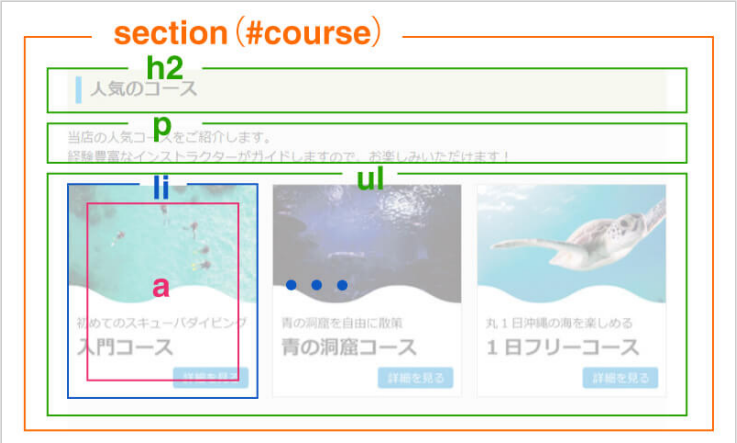 section（#course）
h2
人気のコース
p
当店の人気コースをご紹介します。
経験豊富なインストラクターがガイドしますので、お楽しみいただけます！
ul
li
a
初めてのスキューバダイビング
入門コース
詳細を見る
青の洞窟を自由に散策
青の洞窟コース
詳細を見る
丸１日沖縄の海を楽しめる
１日フリーコース
詳細を見る